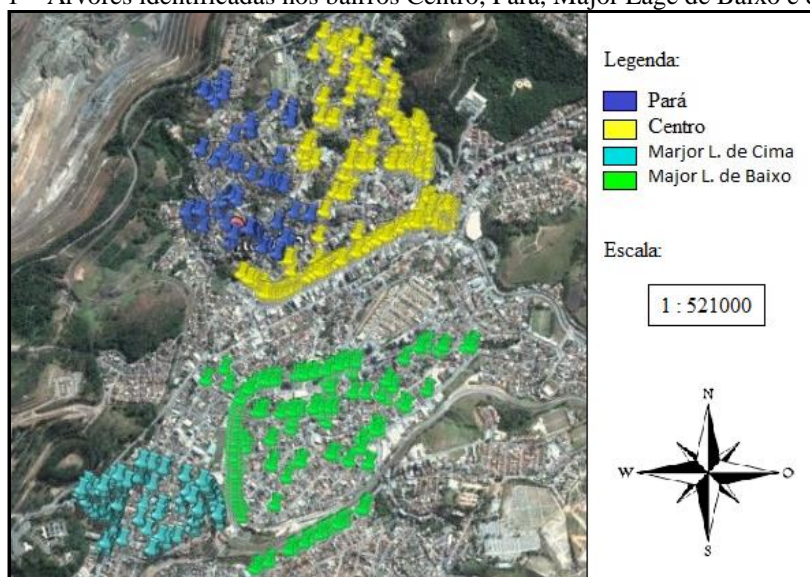 Árvores identificadas nos bairros Centro, Pará, Major Lage de Baixo e
Legenda:
Pará
Centro
Marjor L. de Cima
Major L. de Baixo
Escala:
1 : 521000
N
W
O
S